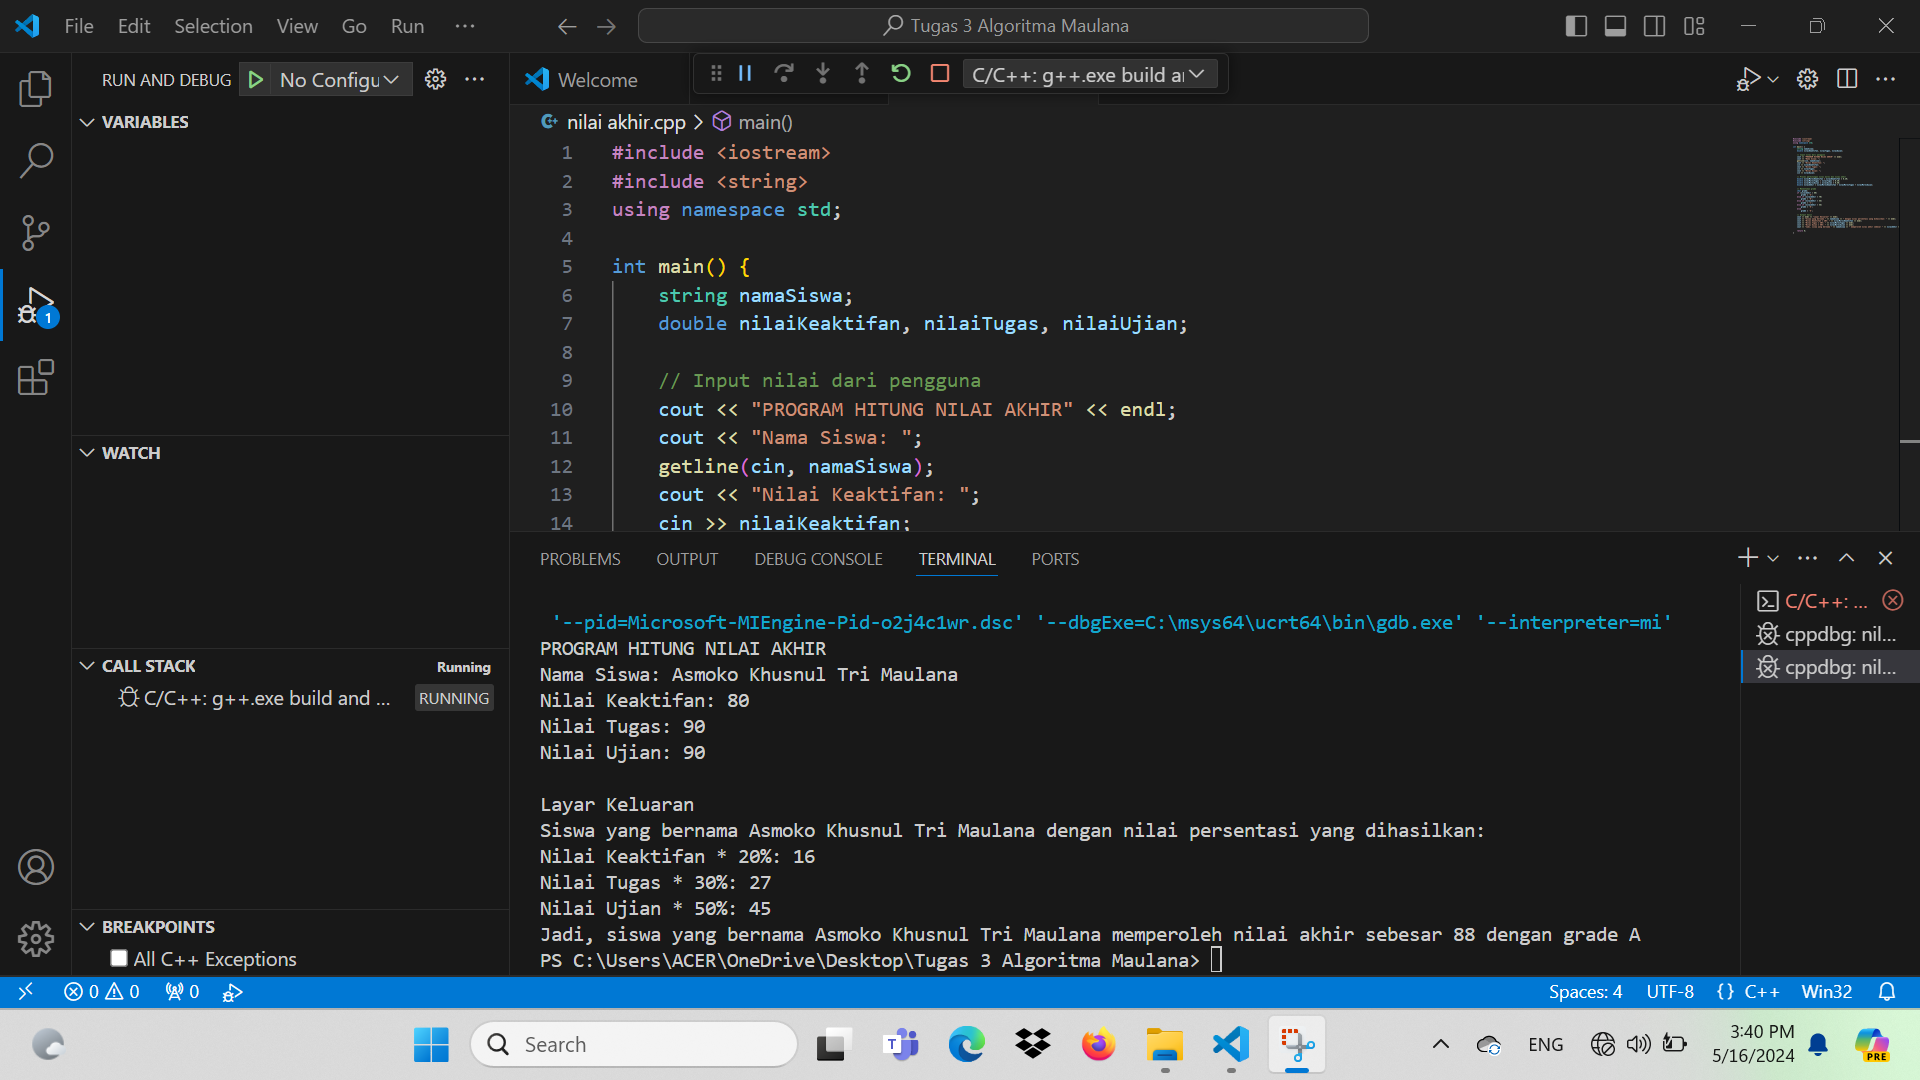 File Edit Selection View Go Run ···
Tugas 3 Algoritma Maulana
RUN AND DEBUG No Configu
VARIABLES
WATCH
CALL STACK Running
C/C++: g++.exe build and ... RUNNING
BREAKPOINTS
All C++ Exceptions
1
Welcome
C/C++: g++.exe build ar
nilai akhir.cpp > main()
1 #include <iostream>
2 #include <string>
3 using namespace std;
4
5 int main() {
6 string namaSiswa;
7 double nilaiKeaktifan, nilaiTugas, nilaiUjian;
8
9 // Input nilai dari pengguna
10 cout << "PROGRAM HITUNG NILAI AKHIR" << endl;
11 cout << "Nama Siswa: ";
12 getline(cin, namaSiswa);
13 cout << "Nilai Keaktifan: ";
14 cin >> nilaiKeaktifan;
PROBLEMS OUTPUT DEBUG CONSOLE TERMINAL PORTS
'--pid=Microsoft-MIEngine-Pid-o2j4c1wr.dsc' '--dbgExe=C:\msys64\ucrt64\bin\gdb.exe' '--interpreter=mi'
PROGRAM HITUNG NILAI AKHIR
Nama Siswa: Asmoko Khusnul Tri Maulana
Nilai Keaktifan: 80
Nilai Tugas: 90
Nilai Ujian: 90
Layar Keluaran
Siswa yang bernama Asmoko Khusnul Tri Maulana dengan nilai persentasi yang dihasilkan:
Nilai Keaktifan * 20%: 16
Nilai Tugas * 30%: 27
Nilai Ujian * 50%: 45
Jadi, siswa yang bernama Asmoko Khusnul Tri Maulana memperoleh nilai akhir sebesar 88 dengan grade A
PS C:\Users\ACER\OneDrive\Desktop\Tugas 3 Algoritma Maulana>
C/C++: ...
cppdbg: nil...
cppdbg: nil...
0 0 0 Spaces: 4 UTF-8 {} C++ Win32
Search
ENG
3:40 PM
5/16/2024
PRE